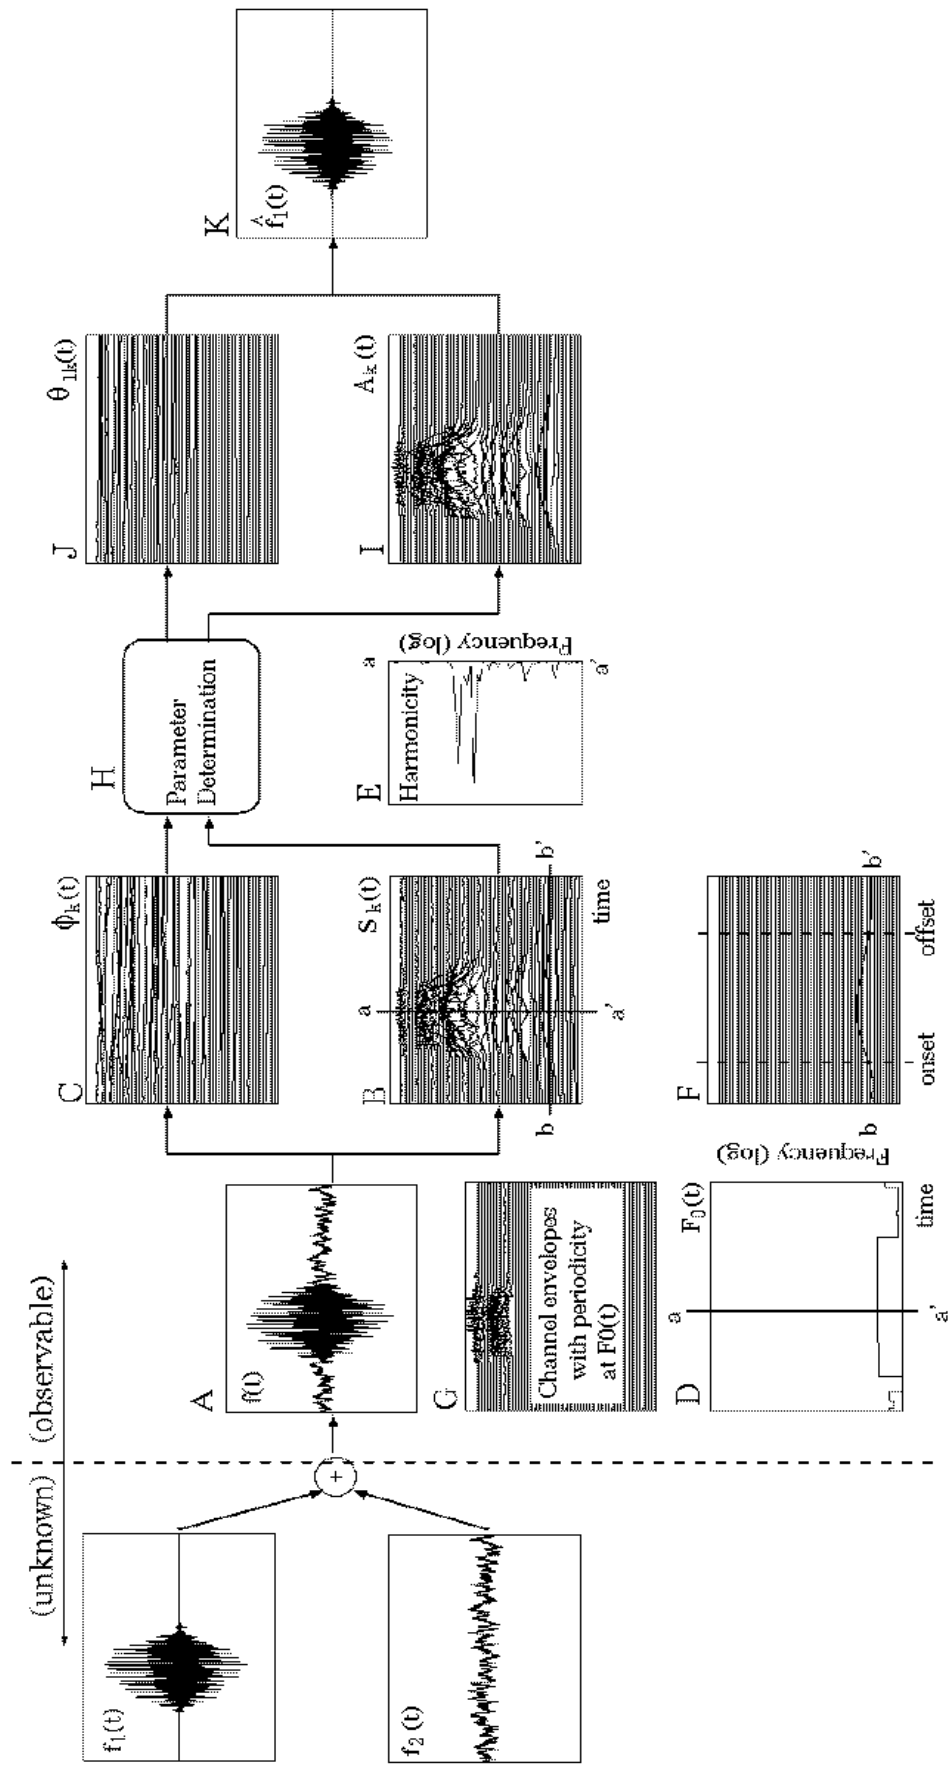 (unknown) (observable)
f₁(t)
f₂(t)
+
A
f(t)
G
Channel envelopes
with periodicity
at F0(t)
D
F₀(t)
a
a'
time
C
ϕₖ(t)
B
Sₖ(t)
a
a'
b
b'
time
Frequency (log)
F
b
b'
onset
offset
H
Parameter
Determination
E
Harmonicity
a
a'
Frequency (log)
J
θ₁ₖ(t)
I
Aₖ(t)
K
f̂₁(t)